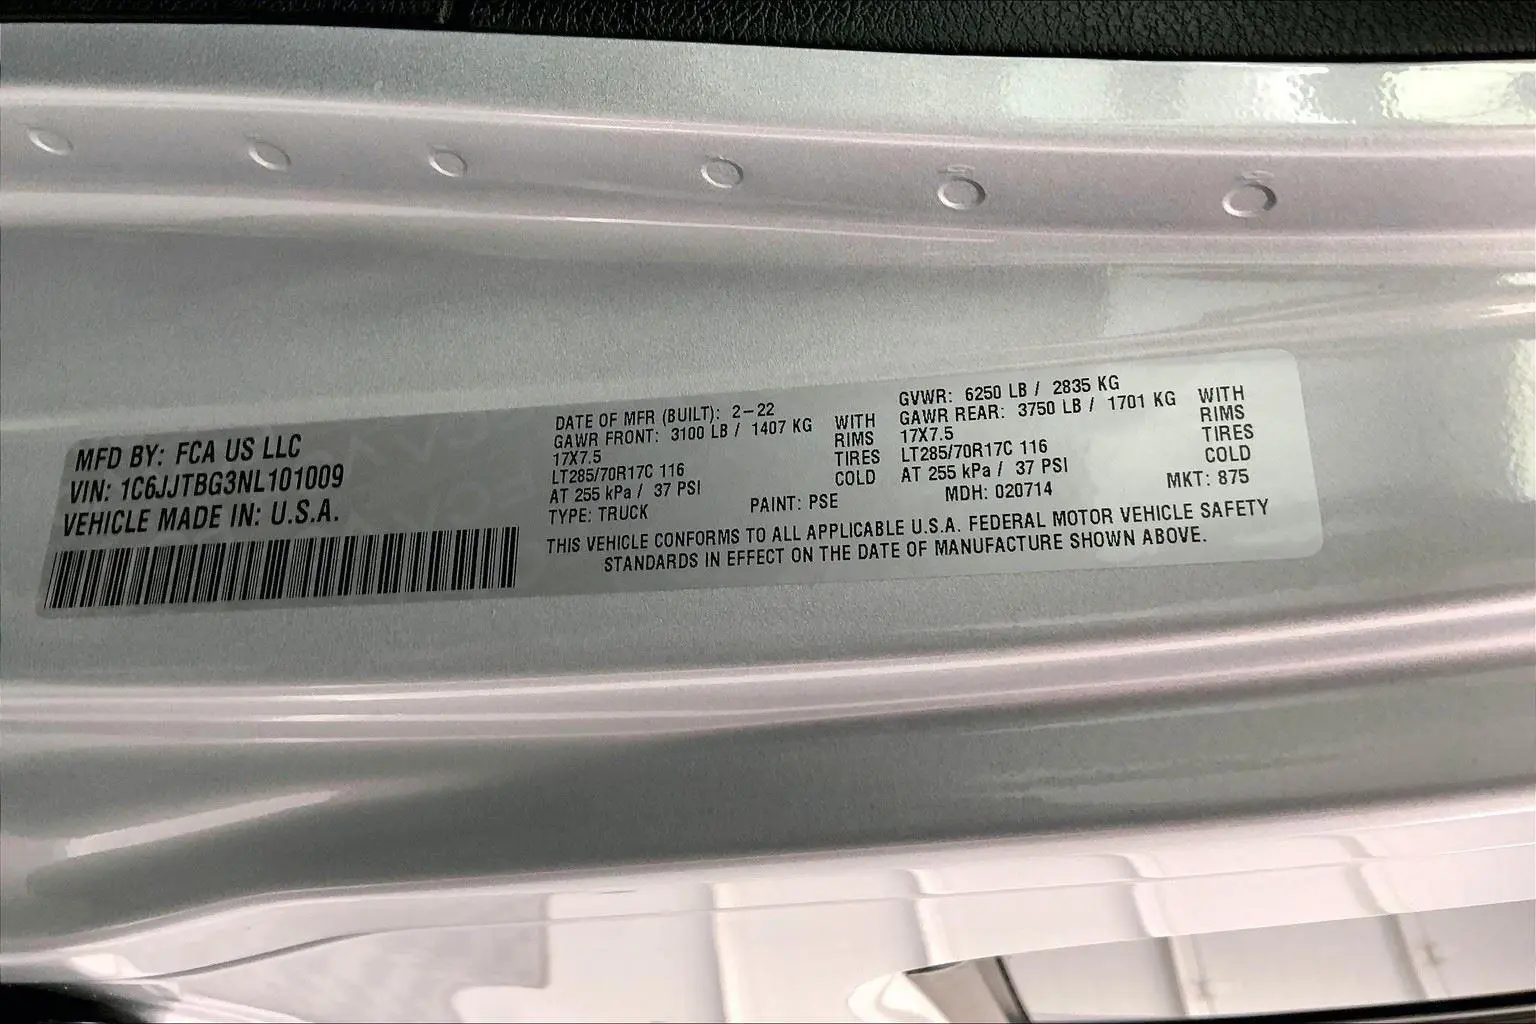 MFD BY: FCA US LLC
VIN: 1C6JJTBG3NL101009
VEHICLE MADE IN: U.S.A.
DATE OF MFR (BUILT): 2-22
GAWR FRONT: 3100 LB / 1407 KG WITH
17X7.5 RIMS
LT285/70R17C 116 TIRES
AT 255 kPa / 37 PSI COLD
TYPE: TRUCK PAINT: PSE
GVWR: 6250 LB / 2835 KG
GAWR REAR: 3750 LB / 1701 KG WITH
17X7.5 RIMS
LT285/70R17C 116 TIRES
AT 255 kPa / 37 PSI COLD
MDH: 020714 MKT: 875
THIS VEHICLE CONFORMS TO ALL APPLICABLE U.S.A. FEDERAL MOTOR VEHICLE SAFETY
STANDARDS IN EFFECT ON THE DATE OF MANUFACTURE SHOWN ABOVE.